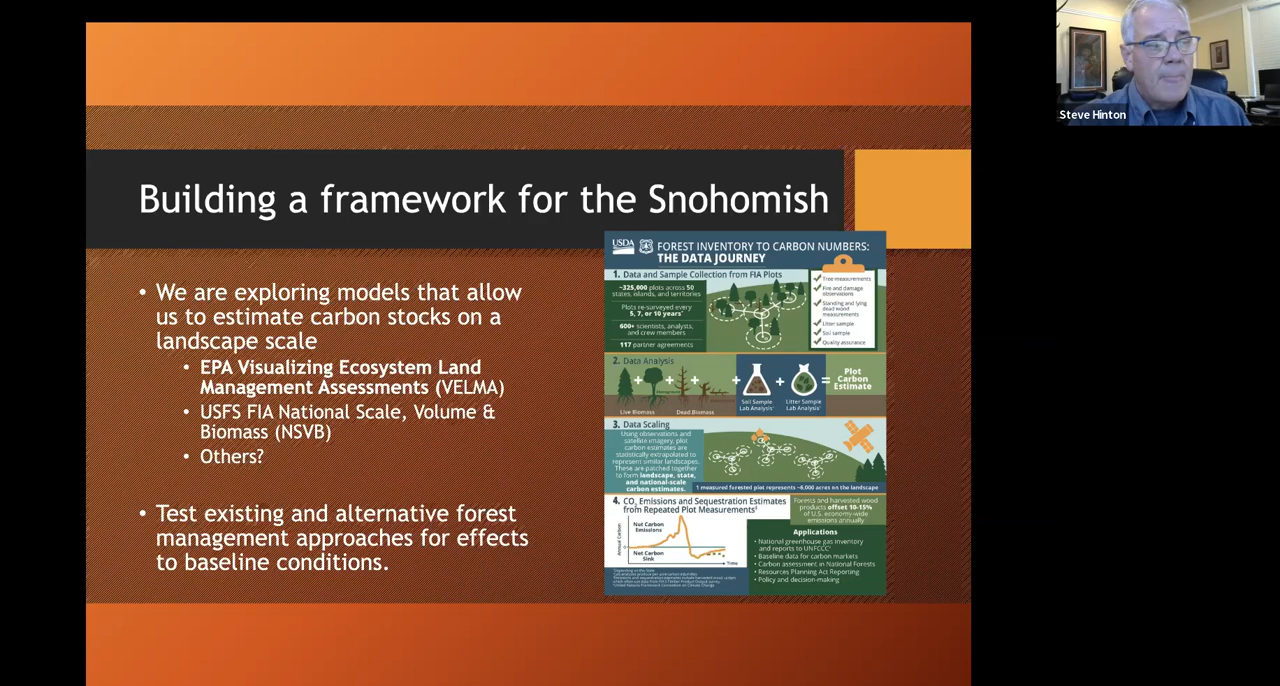 Steve Hinton
Building a framework for the Snohomish
We are exploring models that allow
us to estimate carbon stocks on a
landscape scale
• EPA Visualizing Ecosystem Land
Management Assessments (VELMA)
• USFS FIA National Scale, Volume &
Biomass (NSVB)
• Others?
• Test existing and alternative forest
management approaches for effects
to baseline conditions.
USDA
FOREST INVENTORY TO CARBON NUMBERS:
THE DATA JOURNEY
1. Data and Sample Collection from FIA Plots
~325,000 plots across 50
states, islands, and territories
Plots re-surveyed every
5, 7, or 10 years*
600+ scientists, analysts,
and crew members
117 partner agreements
Tree measurements
Fire and damage
observations
Standing and lying
dead wood
measurements
Litter sample
Soil sample
Quality assurance
2. Data Analysis
Live Biomass
Dead Biomass
Soil Sample
Lab Analysis
Litter Sample
Lab Analysis
= Plot
Carbon
Estimate
3. Data Scaling
Using observations and
satellite imagery, plot
carbon estimates are
statistically extrapolated to
represent similar landscapes.
These are patched together
to form landscape, state,
and national-scale
carbon estimates.
1 measured forested plot represents ~6,000 acres on the landscape
4. CO₂ Emissions and Sequestration Estimates
from Repeated Plot Measurements
Forests and harvested wood
products offset 10-15%
of U.S. economy-wide
emissions annually
Annual Carbon
Net Carbon
Emissions
0
Net Carbon
Sink
Time
Applications
• National greenhouse gas inventory
and reports to UNFCCC
• Baseline data for carbon markets
• Carbon assessment in National Forests
• Resources Planning Act Reporting
• Policy and decision-making